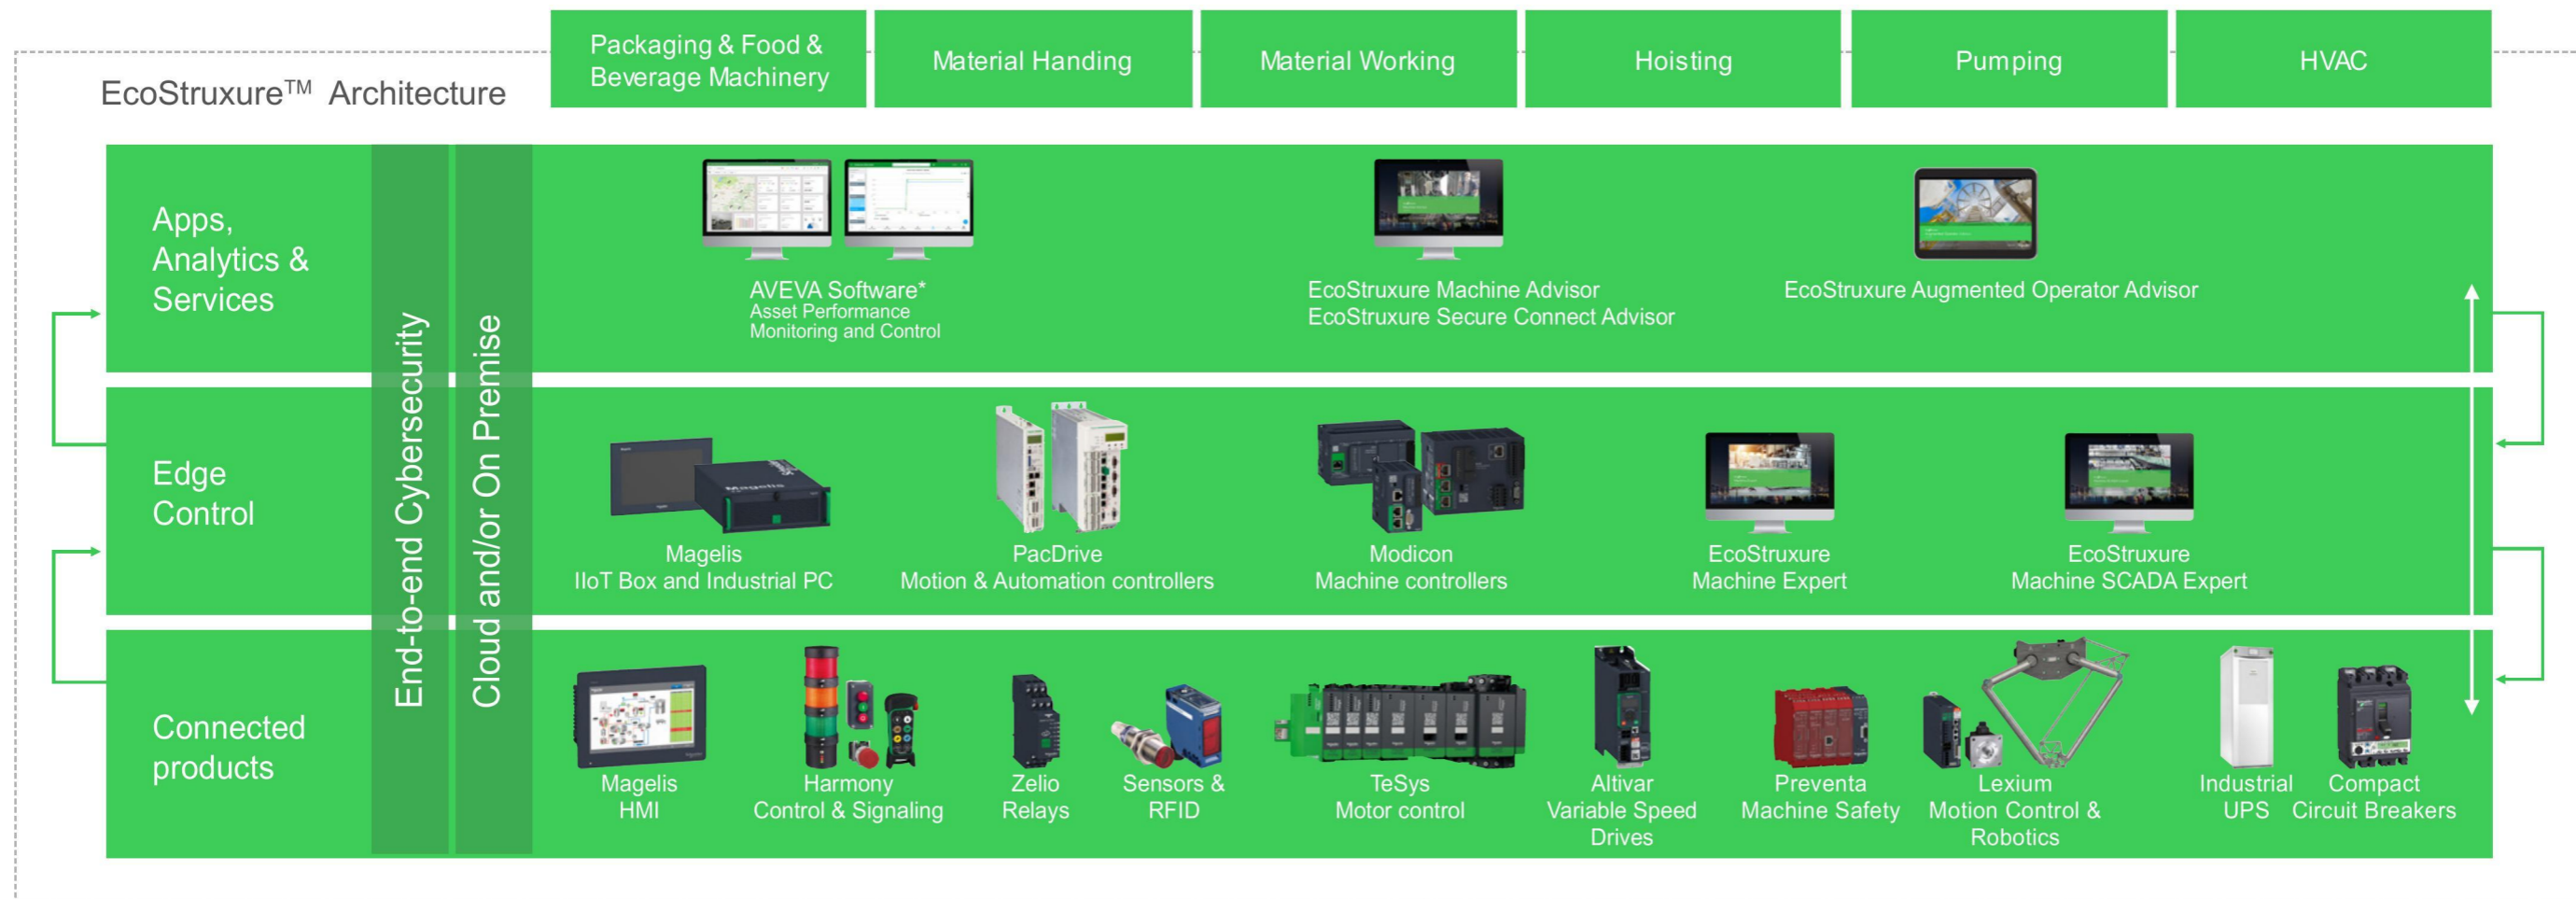 EcoStruxure™ Architecture
Packaging & Food &
Beverage Machinery
Material Handing
Material Working
Hoisting
Pumping
HVAC
Apps,
Analytics &
Services
End-to-end Cybersecurity
Cloud and/or On Premise
AVEVA Software*
Asset Performance
Monitoring and Control
EcoStruxure Machine Advisor
EcoStruxure Secure Connect Advisor
EcoStruxure Augmented Operator Advisor
Edge
Control
Magelis
Magelis
IIoT Box and Industrial PC
PacDrive
Motion & Automation controllers
Modicon
Machine controllers
EcoStruxure
Machine Expert
EcoStruxure
Machine SCADA Expert
Connected
products
Magelis
HMI
Harmony
Control & Signaling
Zelio
Relays
Sensors &
RFID
TeSys
Motor control
Altivar
Variable Speed
Drives
Preventa
Machine Safety
Lexium
Motion Control &
Robotics
Industrial
UPS
Compact
Circuit Breakers